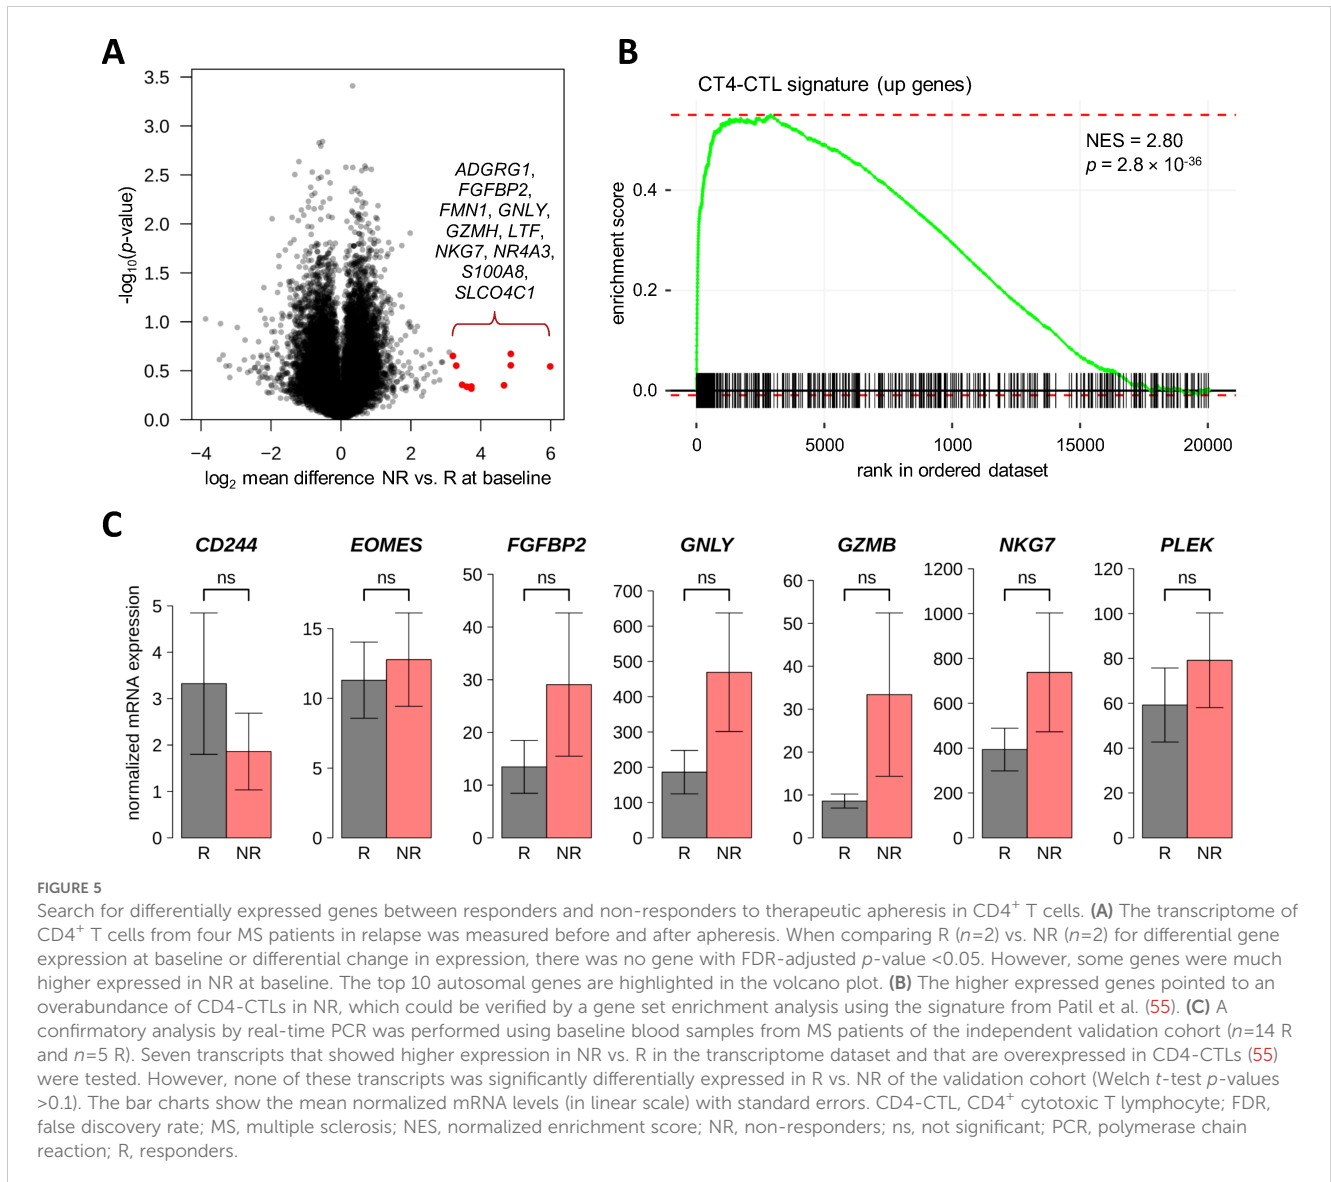 A
3.5
3.0
2.5
2.0
1.5
1.0
0.5
0.0
-log10(p-value)
ADGRG1,
FGFBP2,
FMN1, GNLY,
GZMH, LTF,
NKG7, NR4A3,
S100A8,
SLCO4C1
−4 −2 0 2 4 6
log2 mean difference NR vs. R at baseline
B
CT4-CTL signature (up genes)
NES = 2.80
p = 2.8 × 10-36
enrichment score
0.4
0.2
0.0
0 5000 1000 15000 20000
rank in ordered dataset
C
normalized mRNA expression
CD244
ns
5
4
3
2
1
0
R NR
EOMES
ns
15
10
5
0
R NR
FGFBP2
ns
50
40
30
20
10
0
R NR
GNLY
ns
700
600
500
400
300
200
100
0
R NR
GZMB
ns
60
50
40
30
20
10
0
R NR
NKG7
ns
1200
1000
800
600
400
200
0
R NR
PLEK
ns
120
100
80
60
40
20
0
R NR
FIGURE 5
Search for differentially expressed genes between responders and non-responders to therapeutic apheresis in CD4+ T cells. (A) The transcriptome of
CD4+ T cells from four MS patients in relapse was measured before and after apheresis. When comparing R (n=2) vs. NR (n=2) for differential gene
expression at baseline or differential change in expression, there was no gene with FDR-adjusted p-value <0.05. However, some genes were much
higher expressed in NR at baseline. The top 10 autosomal genes are highlighted in the volcano plot. (B) The higher expressed genes pointed to an
overabundance of CD4-CTLs in NR, which could be verified by a gene set enrichment analysis using the signature from Patil et al. (55). (C) A
confirmatory analysis by real-time PCR was performed using baseline blood samples from MS patients of the independent validation cohort (n=14 R
and n=5 R). Seven transcripts that showed higher expression in NR vs. R in the transcriptome dataset and that are overexpressed in CD4-CTLs (55)
were tested. However, none of these transcripts was significantly differentially expressed in R vs. NR of the validation cohort (Welch t-test p-values
>0.1). The bar charts show the mean normalized mRNA levels (in linear scale) with standard errors. CD4-CTL, CD4+ cytotoxic T lymphocyte; FDR,
false discovery rate; MS, multiple sclerosis; NES, normalized enrichment score; NR, non-responders; ns, not significant; PCR, polymerase chain
reaction; R, responders.